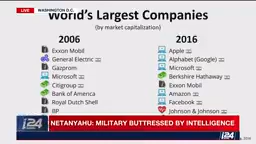 LIVE WASHINGTON D.C.
World's Largest Companies
(by market capitalization)
2006
Exxon Mobil
General Electric
Gazprom
Microsoft
Citigroup
Bank of America
Royal Dutch Shell
BP
2016
Apple
Alphabet (Google)
Microsoft
Berkshire Hathaway
Exxon Mobil
Amazon
Facebook
Johnson & Johnson
i24 NETANYAHU: MILITARY BUTTRESSED BY INTELLIGENCE
i24